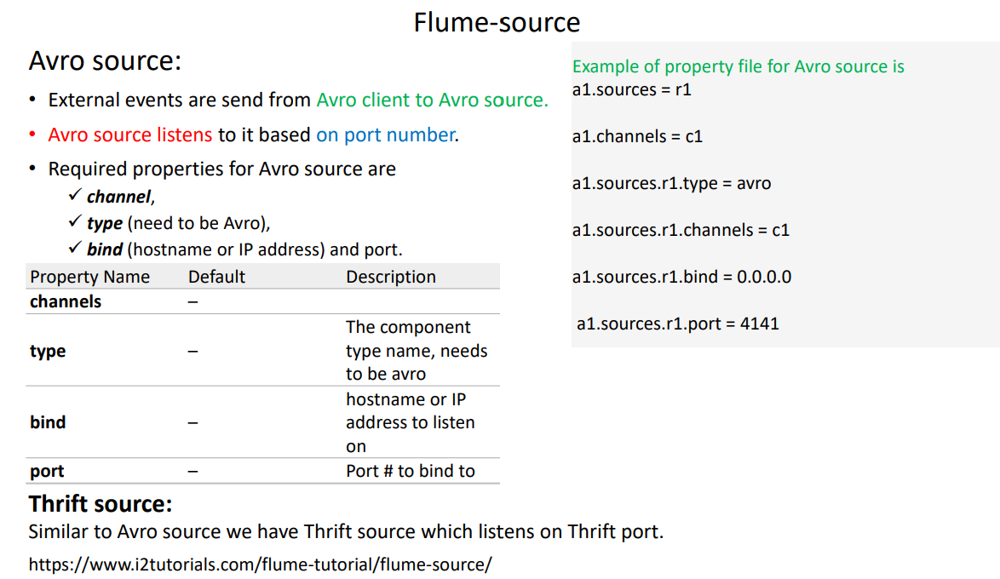 Flume-source
Avro source:
• External events are send from Avro client to Avro source.
• Avro source listens to it based on port number.
• Required properties for Avro source are
✓ channel,
✓ type (need to be Avro),
✓ bind (hostname or IP address) and port.
Property Name Default Description
channels –
type – The component
type name, needs
to be avro
bind – hostname or IP
address to listen
on
port – Port # to bind to
Thrift source:
Similar to Avro source we have Thrift source which listens on Thrift port.
https://www.i2tutorials.com/flume-tutorial/flume-source/
Example of property file for Avro source is
a1.sources = r1
a1.channels = c1
a1.sources.r1.type = avro
a1.sources.r1.channels = c1
a1.sources.r1.bind = 0.0.0.0
a1.sources.r1.port = 4141